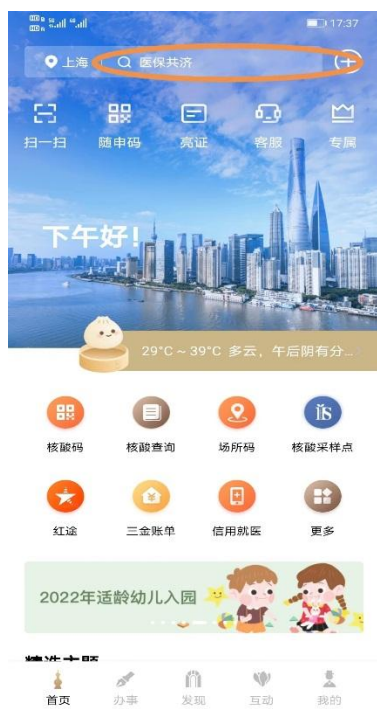 17:37
上海
医保共济
扫一扫 随申码 亮证 客服 专属
下午好!
29°C ~ 39°C 多云，午后阴有分...
核酸码 核酸查询 场所码 核酸采样点
红途 三金账单 信用就医 更多
2022年适龄幼儿入园
精选主题
首页 办事 发现 互动 我的